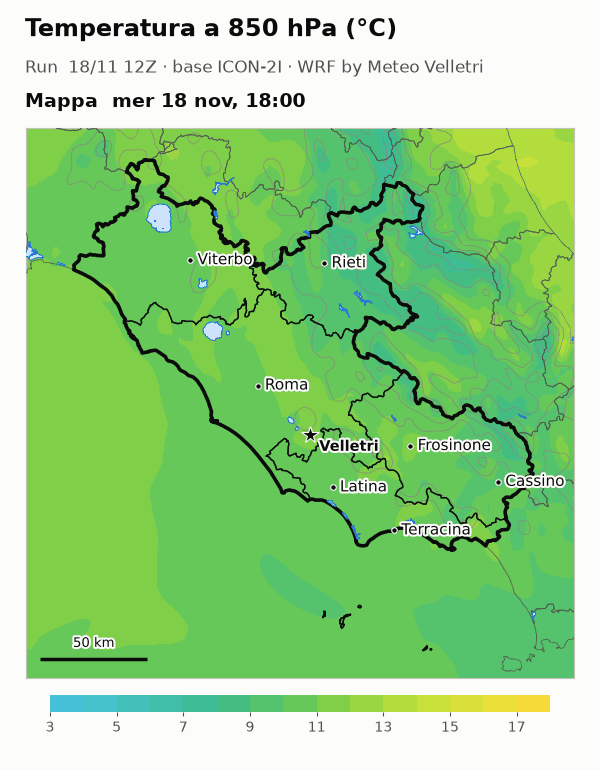 Temperatura a 850 hPa (°C)
Run  18/11 12Z · base ICON-2I · WRF by Meteo Velletri
Mappa  mer 18 nov, 18:00
Viterbo
Rieti
Roma
Velletri
Frosinone
Cassino
Latina
Terracina
50 km
3 5 7 9 11 13 15 17